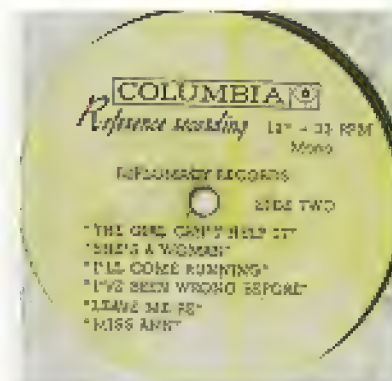 COLUMBIA
Reference recording 12" - 33 RPM
Mono
DIPLOMACY RECORDS
SIDE TWO
"THE GIRL CAN'T HELP IT"
"SHE'S A WOMAN"
"I'LL COME RUNNING"
"I'VE BEEN WRONG BEFORE"
"LEAVE ME BE"
"MISS ANN"